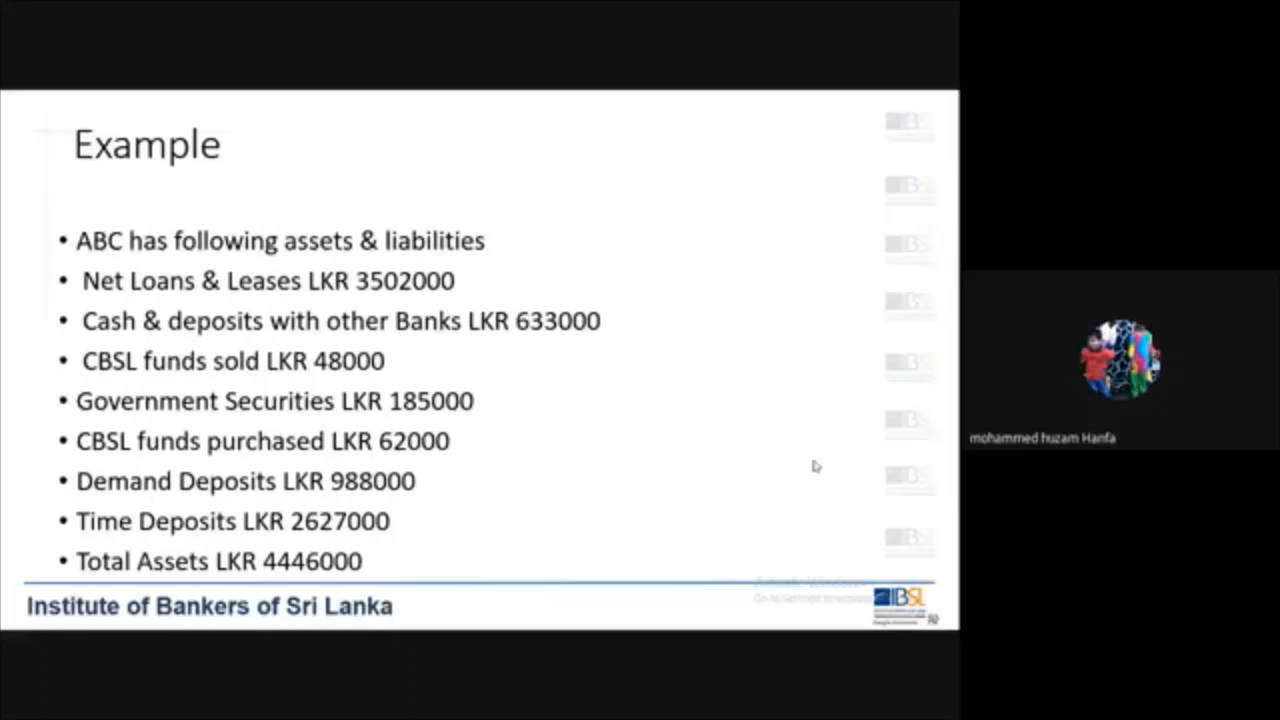 Example
• ABC has following assets & liabilities
• Net Loans & Leases LKR 3502000
• Cash & deposits with other Banks LKR 633000
• CBSL funds sold LKR 48000
• Government Securities LKR 185000
• CBSL funds purchased LKR 62000
• Demand Deposits LKR 988000
• Time Deposits LKR 2627000
• Total Assets LKR 4446000
Institute of Bankers of Sri Lanka
IBSL
mohammed huzam Hanfa